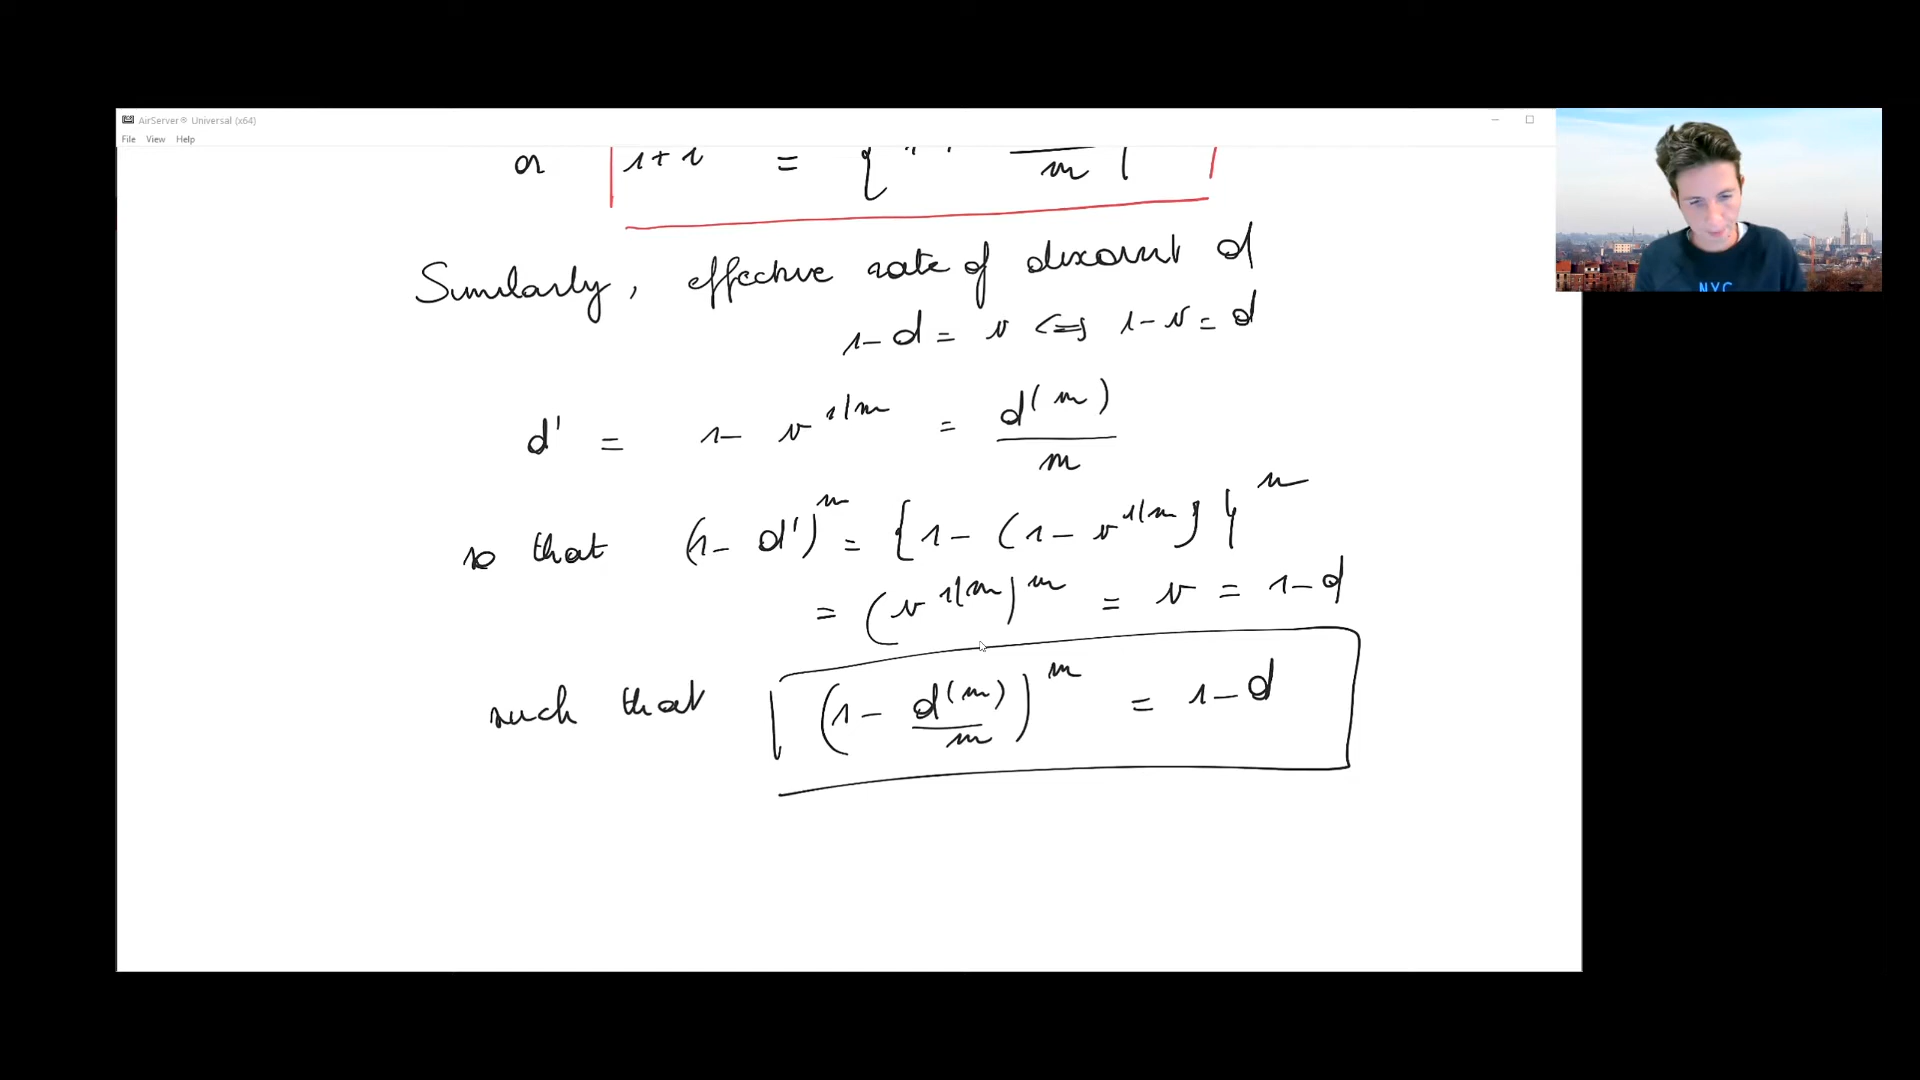 AirServer® Universal (x64)
File View Help
or 1+i = { m }
Similarly, effective rate of discount d
1-d = v <=> 1-v = d
d' = 1- v^{1/m} = d^{(m)}/m
so that (1- d')^m = {1- (1- v^{1/m})}^m
= (v^{1/m})^m = v = 1-d
such that (1- d^{(m)}/m)^m = 1-d
NYC